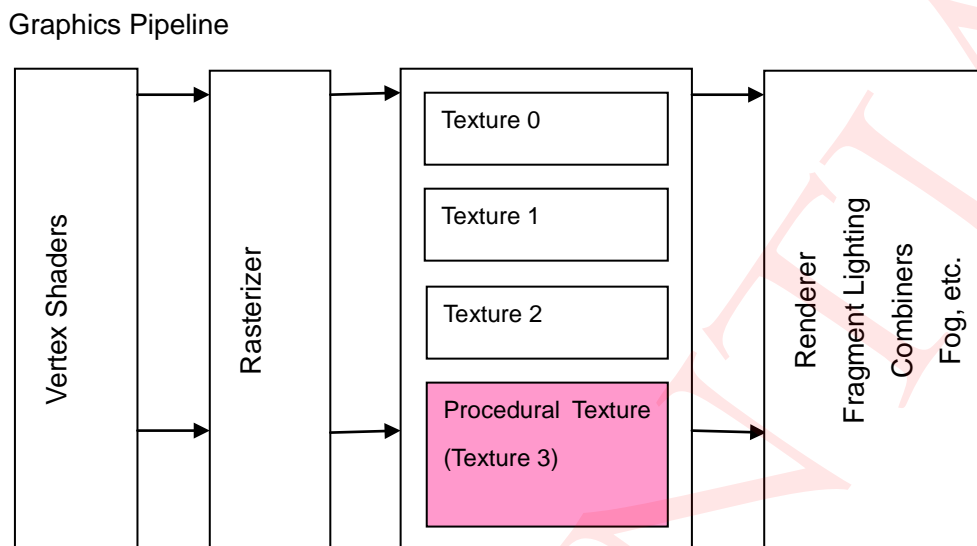 Graphics Pipeline
Vertex Shaders
Rasterizer
Texture 0
Texture 1
Texture 2
Procedural Texture
(Texture 3)
Renderer
Fragment Lighting
Combiners
Fog, etc.